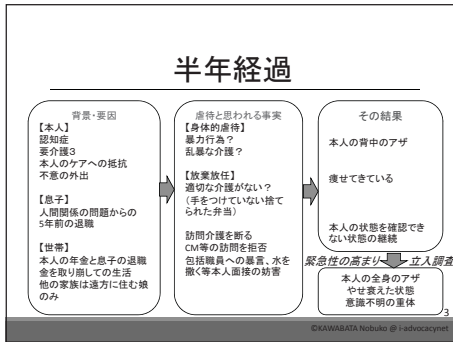 半年経過
背景・要因
【本人】
認知症
要介護3
本人のケアへの抵抗
不意の外出
【息子】
人間関係の問題からの
5年前の退職
【世帯】
本人の年金と息子の退職
金を取り崩しての生活
他の家族は遠方に住む娘
のみ
虐待と思われる事実
【身体的虐待】
暴力行為?
乱暴な介護?
【放棄放任】
適切な介護がない?
(手をつけていない捨て
られた弁当)
訪問介護を断る
CM等の訪問を拒否
包括職員への暴言、水を
撒く等本人面接の妨害
その結果
本人の背中のアザ
痩せてきている
本人の状態を確認でき
ない状態の継続
緊急性の高まり 立入調査
本人の全身のアザ
やせ衰えた状態
意識不明の重体
3
©KAWABATA Nobuko @ i-advocacynet